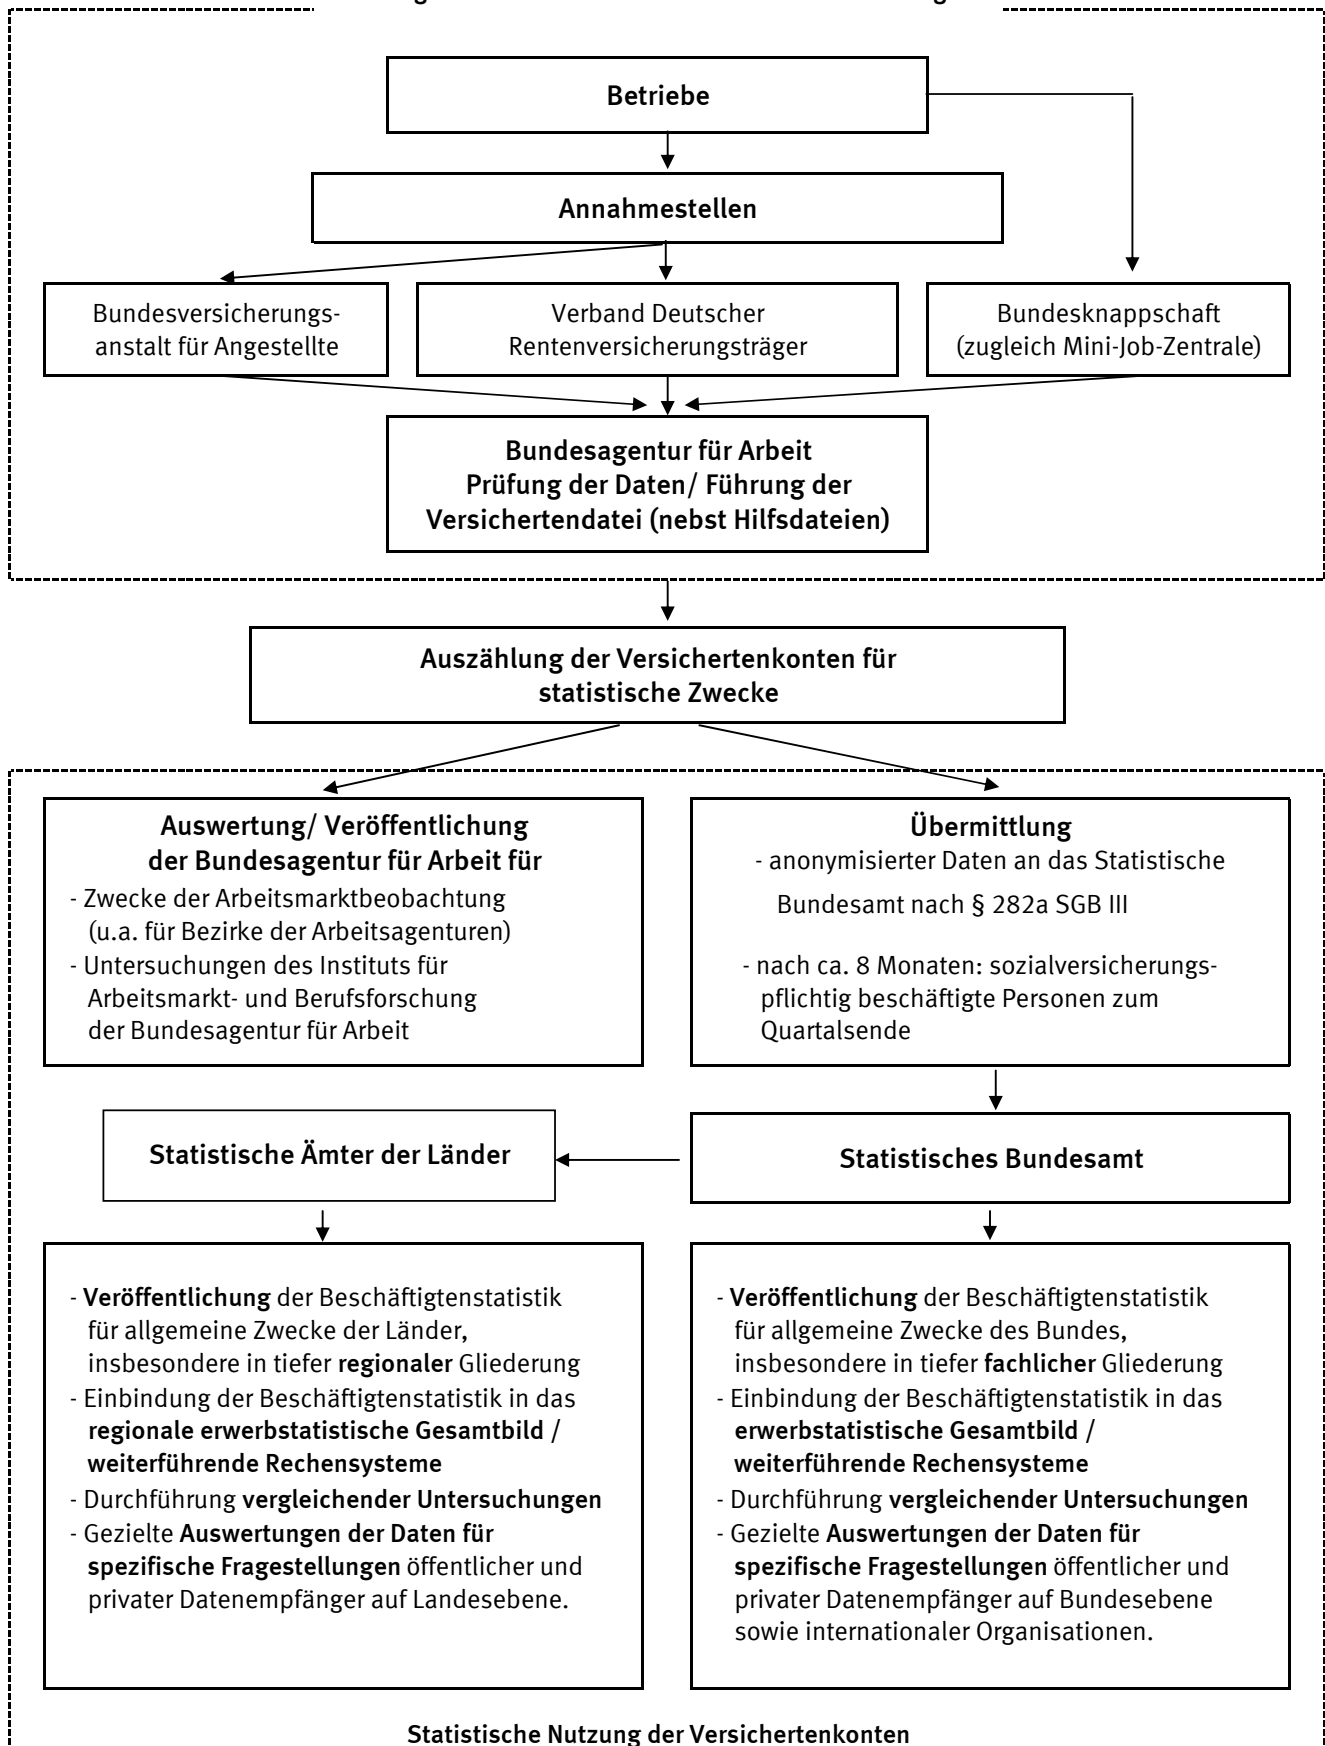 Betriebe
Annahmestellen
Bundesversicherungs-
anstalt für Angestellte
Verband Deutscher
Rentenversicherungsträger
Bundesknappschaft
(zugleich Mini-Job-Zentrale)
Bundesagentur für Arbeit
Prüfung der Daten/ Führung der
Versichertendatei (nebst Hilfsdateien)
Auszählung der Versichertenkonten für
statistische Zwecke
Auswertung/ Veröffentlichung
der Bundesagentur für Arbeit für
- Zwecke der Arbeitsmarktbeobachtung
(u.a. für Bezirke der Arbeitsagenturen)
- Untersuchungen des Instituts für
Arbeitsmarkt- und Berufsforschung
der Bundesagentur für Arbeit
Übermittlung
- anonymisierter Daten an das Statistische
Bundesamt nach § 282a SGB III
- nach ca. 8 Monaten: sozialversicherungs-
pflichtig beschäftigte Personen zum
Quartalsende
Statistische Ämter der Länder
Statistisches Bundesamt
- Veröffentlichung der Beschäftigtenstatistik
für allgemeine Zwecke der Länder,
insbesondere in tiefer regionaler Gliederung
- Einbindung der Beschäftigtenstatistik in das
regionale erwerbstatistische Gesamtbild /
weiterführende Rechensysteme
- Durchführung vergleichender Untersuchungen
- Gezielte Auswertungen der Daten für
spezifische Fragestellungen öffentlicher und
privater Datenempfänger auf Landesebene.
- Veröffentlichung der Beschäftigtenstatistik
für allgemeine Zwecke des Bundes,
insbesondere in tiefer fachlicher Gliederung
- Einbindung der Beschäftigtenstatistik in das
erwerbstatistische Gesamtbild /
weiterführende Rechensysteme
- Durchführung vergleichender Untersuchungen
- Gezielte Auswertungen der Daten für
spezifische Fragestellungen öffentlicher und
privater Datenempfänger auf Bundesebene
sowie internationaler Organisationen.
Statistische Nutzung der Versichertenkonten